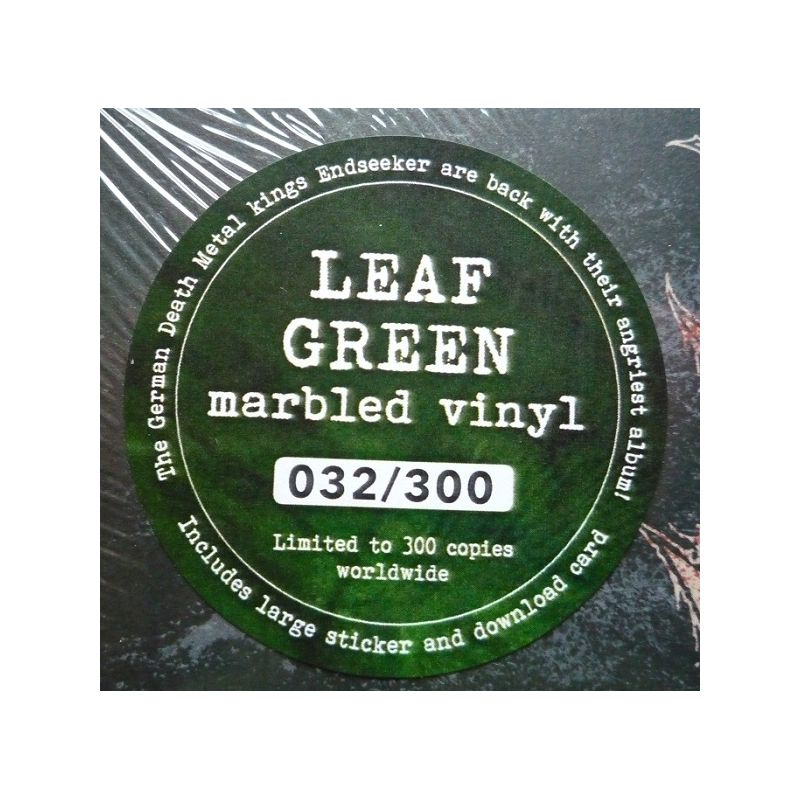 The German Death Metal kings Endseeker are back with their angriest album!
LEAF
GREEN
marbled vinyl
032/300
Limited to 300 copies
worldwide
Includes large sticker and download card